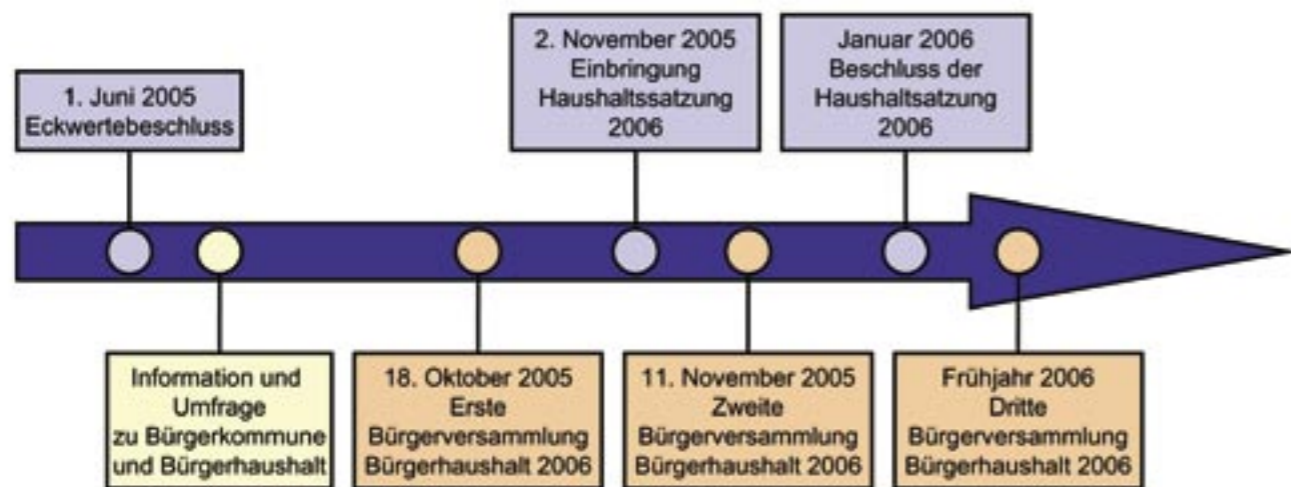 1. Juni 2005
Eckwertebeschluss
2. November 2005
Einbringung
Haushaltssatzung
2006
Januar 2006
Beschluss der
Haushaltsatzung
2006
Information und
Umfrage
zu Bürgerkommune
und Bürgerhaushalt
18. Oktober 2005
Erste
Bürgerversammlung
Bürgerhaushalt 2006
11. November 2005
Zweite
Bürgerversammlung
Bürgerhaushalt 2006
Frühjahr 2006
Dritte
Bürgerversammlung
Bürgerhaushalt 2006